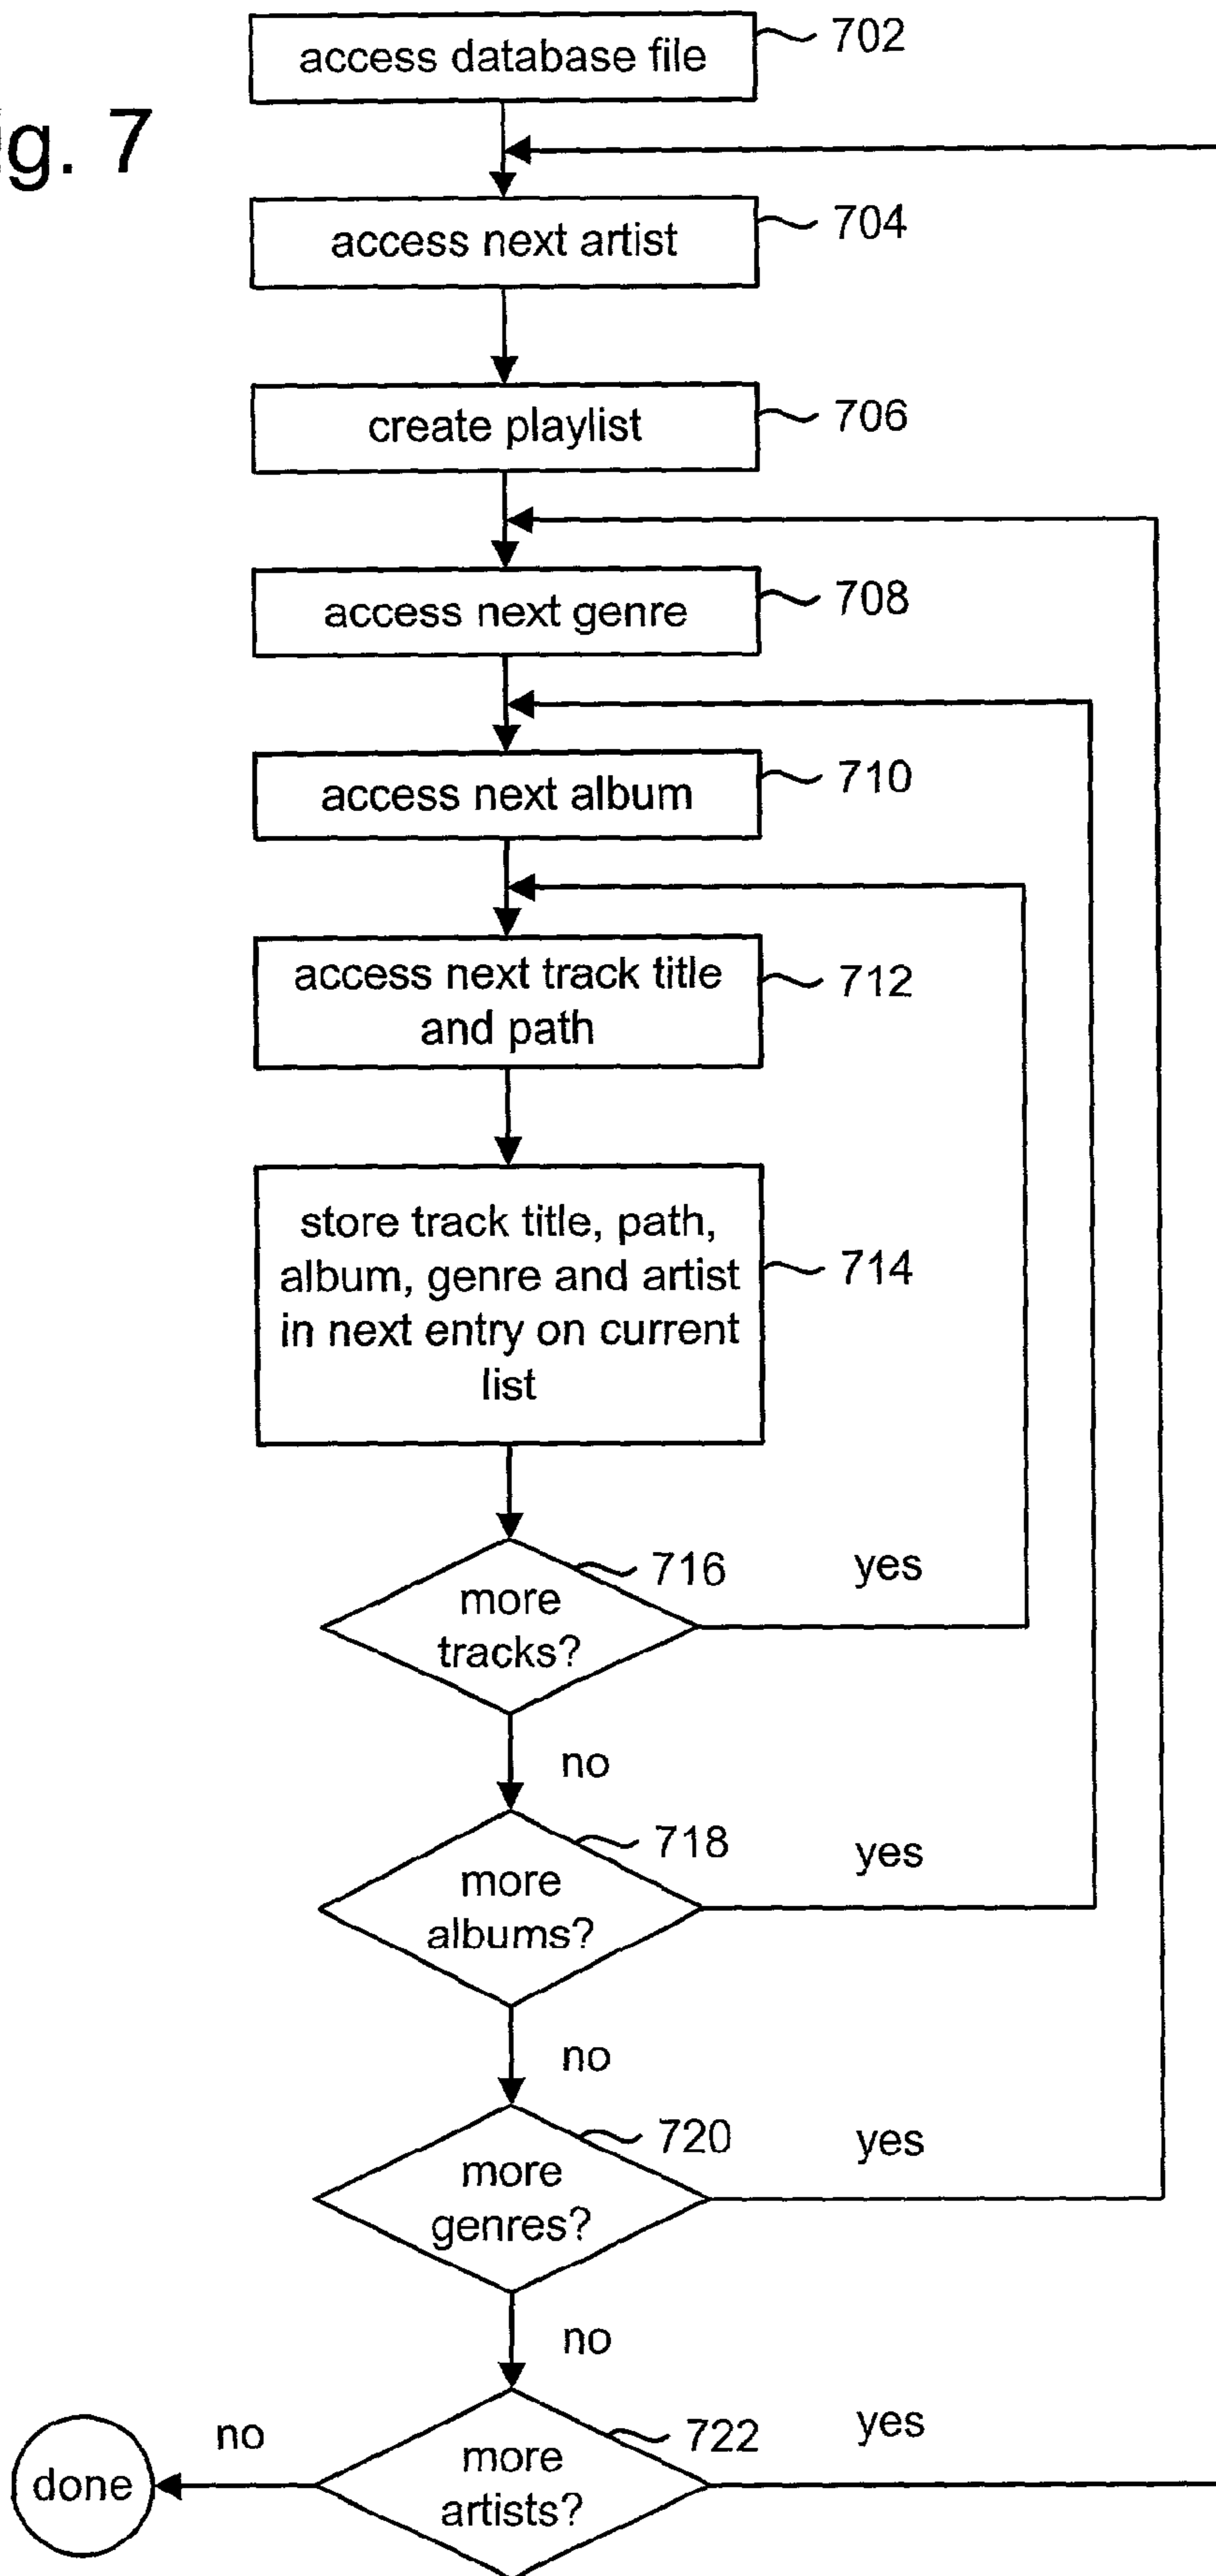 access database file
702
g. 7
access next artist
704
create playlist
706
access next genre
708
access next album
710
access next track title
and path
712
store track title, path,
album, genre and artist
in next entry on current
list
714
716
yes
more
tracks?
no
718
yes
more
albums?
no
720
yes
more
genres?
no
722
yes
no
more
artists?
done